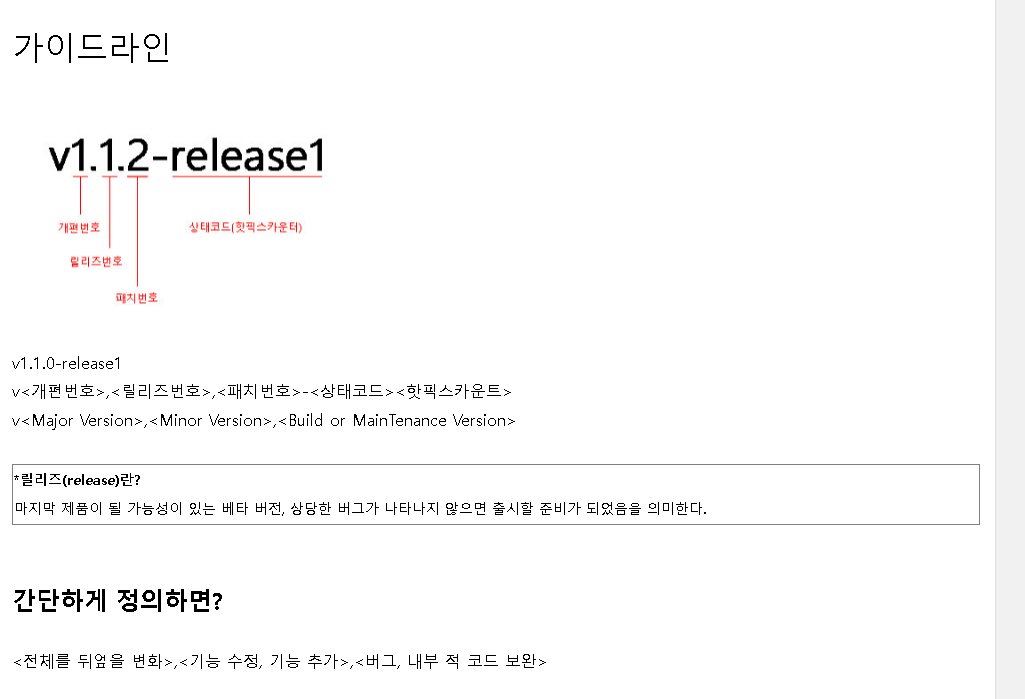 가이드라인
v1.1.2-release1
개편번호
상태코드(핫픽스카운터)
릴리즈번호
패치번호
v1.1.0-release1
v<개편번호>,<릴리즈번호>,<패치번호>-<상태코드><핫픽스카운트>
v<Major Version>,<Minor Version>,<Build or MainTenance Version>
*릴리즈(release)란?
마지막 제품이 될 가능성이 있는 베타 버전, 상당한 버그가 나타나지 않으면 출시할 준비가 되었음을 의미한다.
간단하게 정의하면?
<전체를 뒤엎을 변화>,<기능 수정, 기능 추가>,<버그, 내부 적 코드 보완>